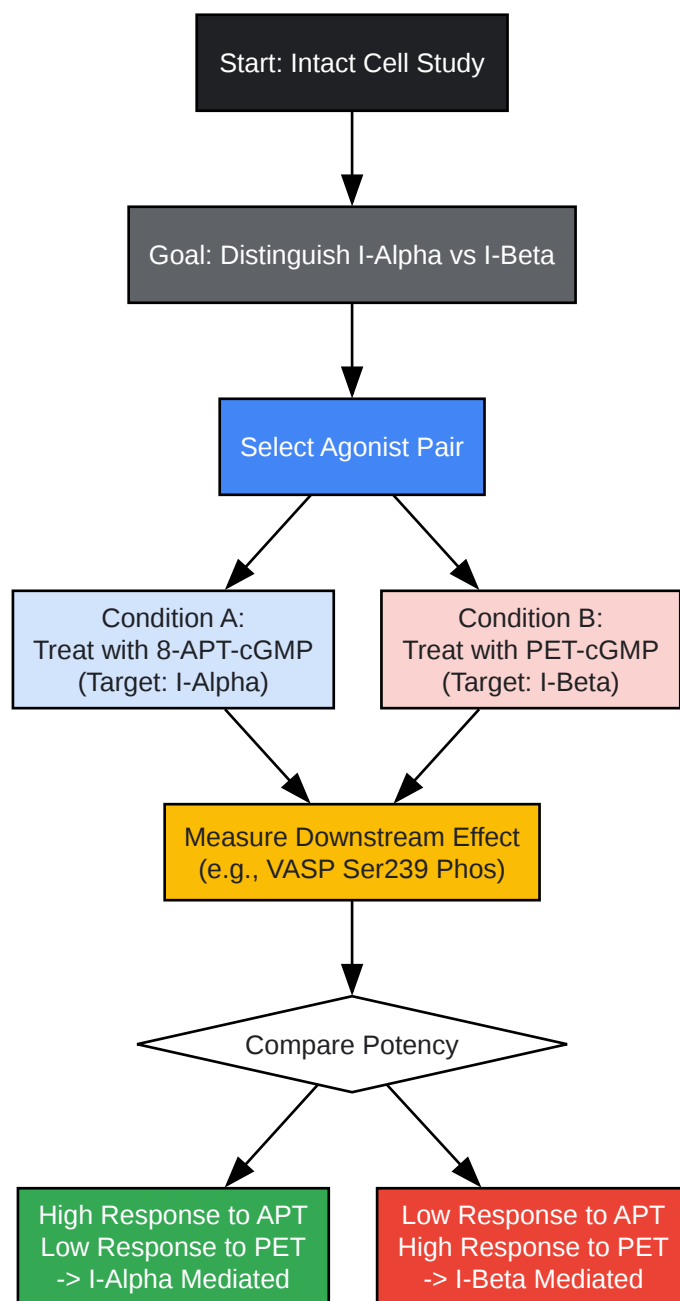 Start: Intact Cell Study
Goal: Distinguish I-Alpha vs I-Beta
Select Agonist Pair
Condition A:
Treat with 8-APT-cGMP
(Target: I-Alpha)
Condition B:
Treat with PET-cGMP
(Target: I-Beta)
Measure Downstream Effect
(e.g., VASP Ser239 Phos)
Compare Potency
High Response to APT
Low Response to PET
-> I-Alpha Mediated
Low Response to APT
High Response to PET
-> I-Beta Mediated